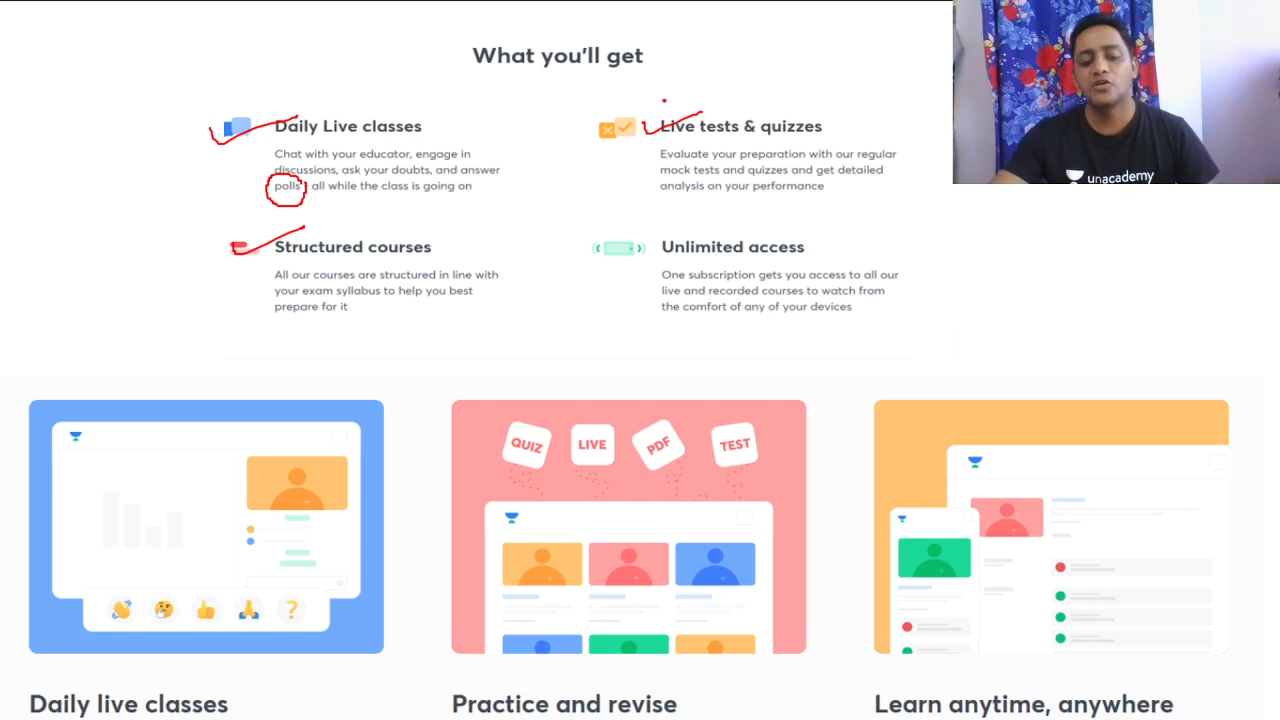 What you'll get
Daily Live classes
Chat with your educator, engage in
discussions, ask your doubts, and answer
polls - all while the class is going on
Live tests & quizzes
Evaluate your preparation with our regular
mock tests and quizzes and get detailed
analysis on your performance
Structured courses
All our courses are structured in line with
your exam syllabus to help you best
prepare for it
Unlimited access
One subscription gets you access to all our
live and recorded courses to watch from
the comfort of any of your devices
unacademy
QUIZ
LIVE
PDF
TEST
?
Daily live classes
Practice and revise
Learn anytime, anywhere